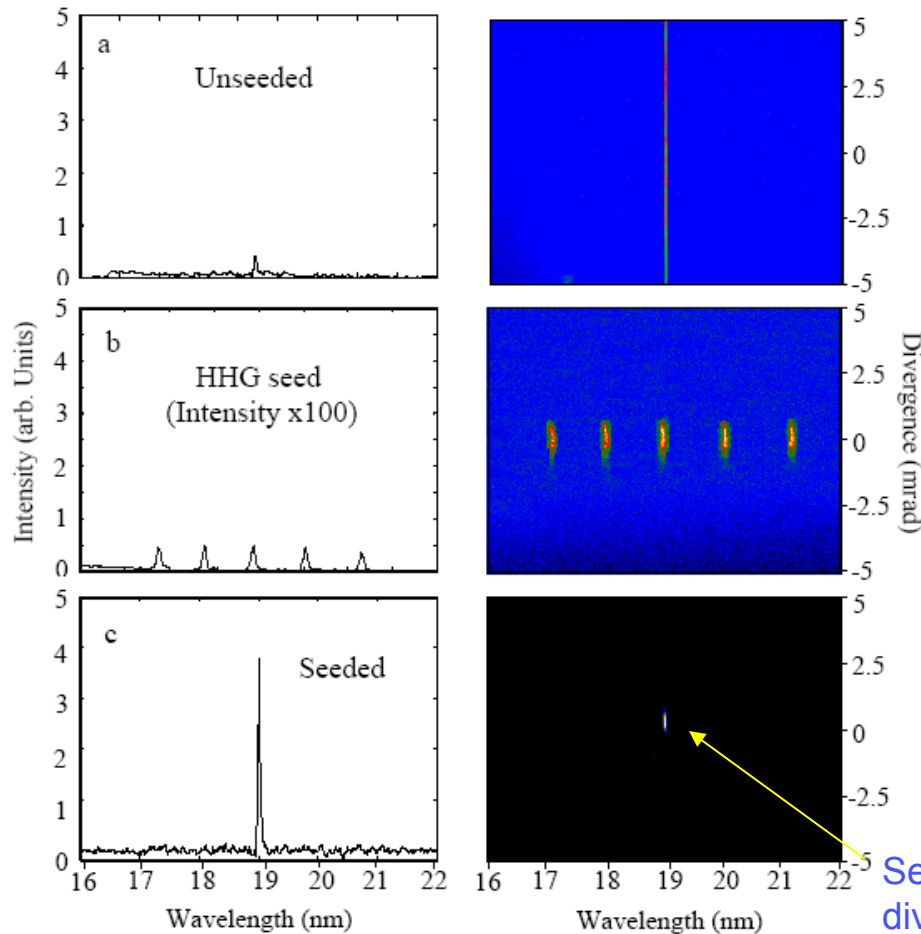 5
4
3
2
1
0
a
Unseeded
5
2.5
0
-2.5
-5
5
4
3
2
1
0
b
HHG seed
(Intensity x100)
5
2.5
0
-2.5
-5
Intensity (arb. Units)
Divergence (mrad)
5
4
3
2
1
0
c
Seeded
5
2.5
0
-2.5
-5
16 17 18 19 20 21 22
Wavelength (nm)
16 17 18 19 20 21 22
Wavelength (nm)